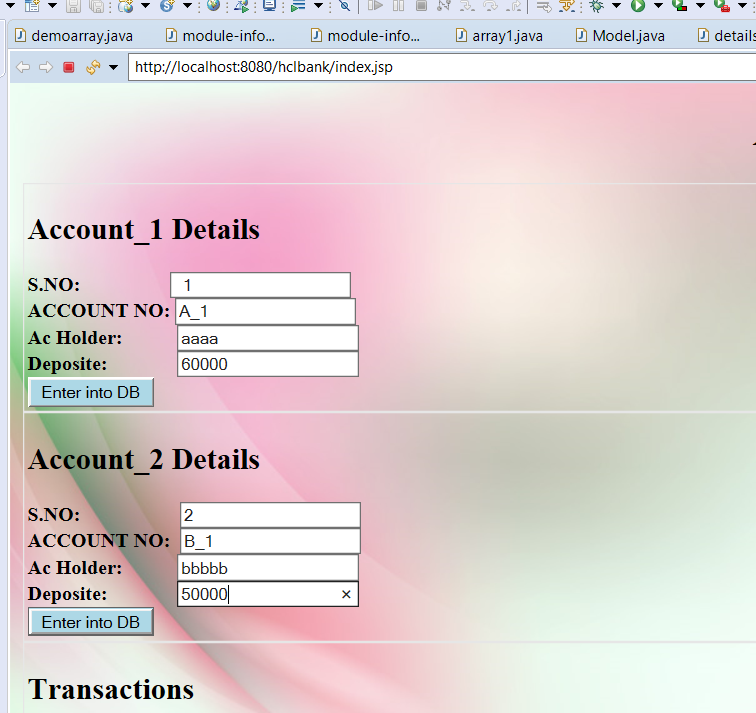 demoarray.java module-info... module-info... array1.java Model.java details
http://localhost:8080/hclbank/index.jsp
Account_1 Details
S.NO: 1
ACCOUNT NO: A_1
Ac Holder: aaaa
Deposite: 60000
Enter into DB
Account_2 Details
S.NO: 2
ACCOUNT NO: B_1
Ac Holder: bbbbb
Deposite: 50000
Enter into DB
Transactions